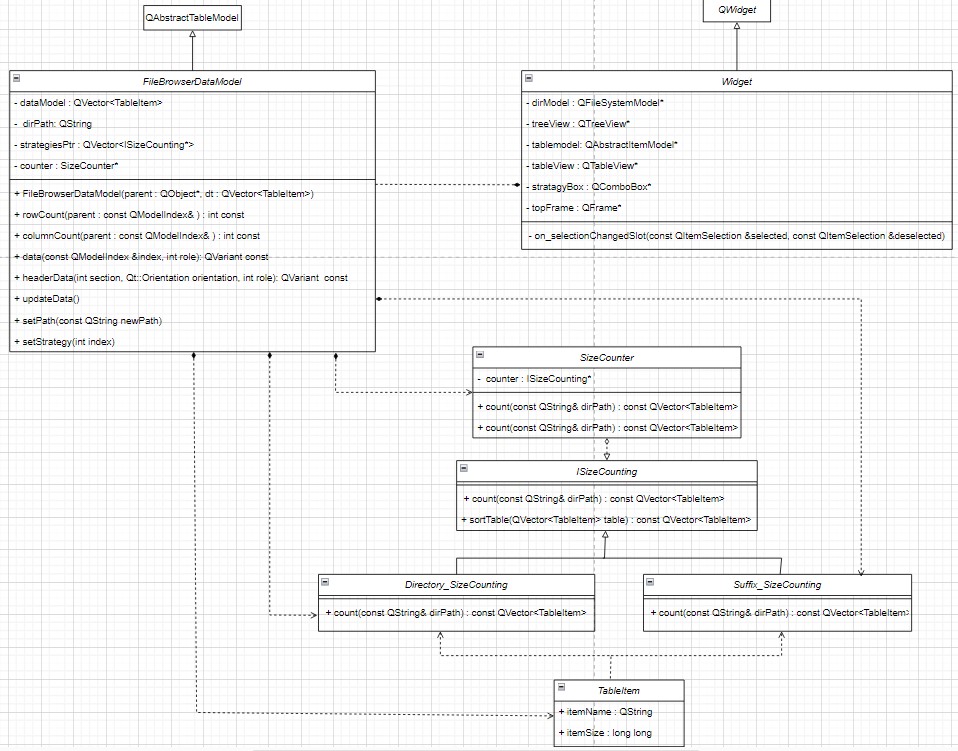 QAbstractTableModel
QWidget
FileBrowserDataModel
- dataModel : QVector<TableItem>
- dirPath: QString
- strategiesPtr : QVector<ISizeCounting*>
- counter : SizeCounter*
+ FileBrowserDataModel(parent : QObject*, dt : QVector<TableItem>)
+ rowCount(parent : const QModelIndex& ) : int const
+ columnCount(parent : const QModelIndex& ) : int const
+ data(const QModelIndex &index, int role): QVariant const
+ headerData(int section, Qt::Orientation orientation, int role): QVariant const
+ updateData()
+ setPath(const QString newPath)
+ setStrategy(int index)
Widget
- dirModel : QFileSystemModel*
- treeView : QTreeView*
- tablemodel: QAbstractItemModel*
- tableView : QTableView*
- stratagyBox : QComboBox*
- topFrame : QFrame*
- on_selectionChangedSlot(const QItemSelection &selected, const QItemSelection &deselected)
SizeCounter
- counter : ISizeCounting*
+ count(const QString& dirPath) : const QVector<TableItem>
+ count(const QString& dirPath) : const QVector<TableItem>
ISizeCounting
+ count(const QString& dirPath) : const QVector<TableItem>
+ sortTable(QVector<TableItem> table) : const QVector<TableItem>
Directory_SizeCounting
+ count(const QString& dirPath) : const QVector<TableItem>
Suffix_SizeCounting
+ count(const QString& dirPath) : const QVector<TableItem>
TableItem
+ itemName : QString
+ itemSize : long long